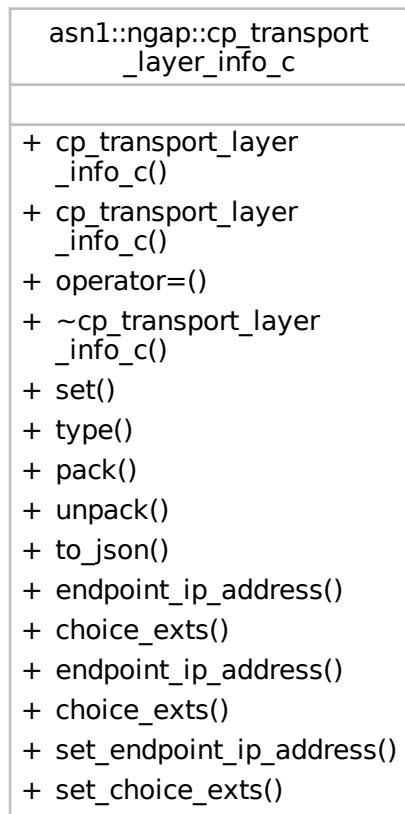 asn1::ngap::cp_transport
_layer_info_c
+ cp_transport_layer
_info_c()
+ cp_transport_layer
_info_c()
+ operator=()
+ ~cp_transport_layer
_info_c()
+ set()
+ type()
+ pack()
+ unpack()
+ to_json()
+ endpoint_ip_address()
+ choice_exts()
+ endpoint_ip_address()
+ choice_exts()
+ set_endpoint_ip_address()
+ set_choice_exts()